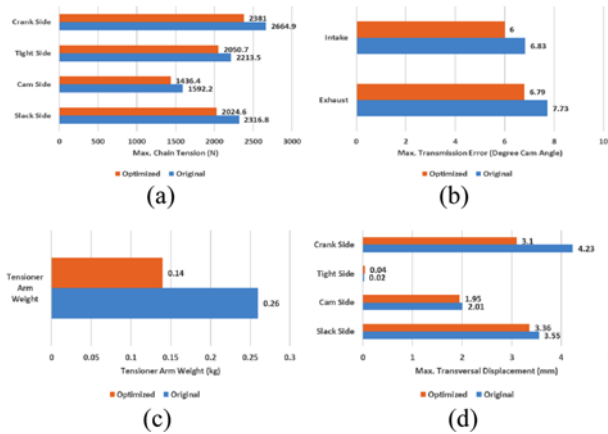 Crank Side
2381
2664.9
Tight Side
2050.7
2213.5
Cam Side
1436.4
1592.2
Slack Side
2024.6
2316.8
0 500 1000 1500 2000 2500 3000
Max. Chain Tension (N)
Optimized Original
(a)
Intake
6
6.83
Exhaust
6.79
7.73
0 2 4 6 8 10
Max. Transmission Error (Degree Cam Angle)
Optimized Original
(b)
Tensioner
Arm
Weight
0.14
0.26
0 0.05 0.1 0.15 0.2 0.25 0.3
Tensioner Arm Weight (kg)
Optimized Original
(c)
Crank Side
3.1
4.23
Tight Side
0.04
0.02
Cam Side
1.95
2.01
Slack Side
3.36
3.55
0 1 2 3 4
Max. Transversal Displacement (mm)
Optimized Original
(d)